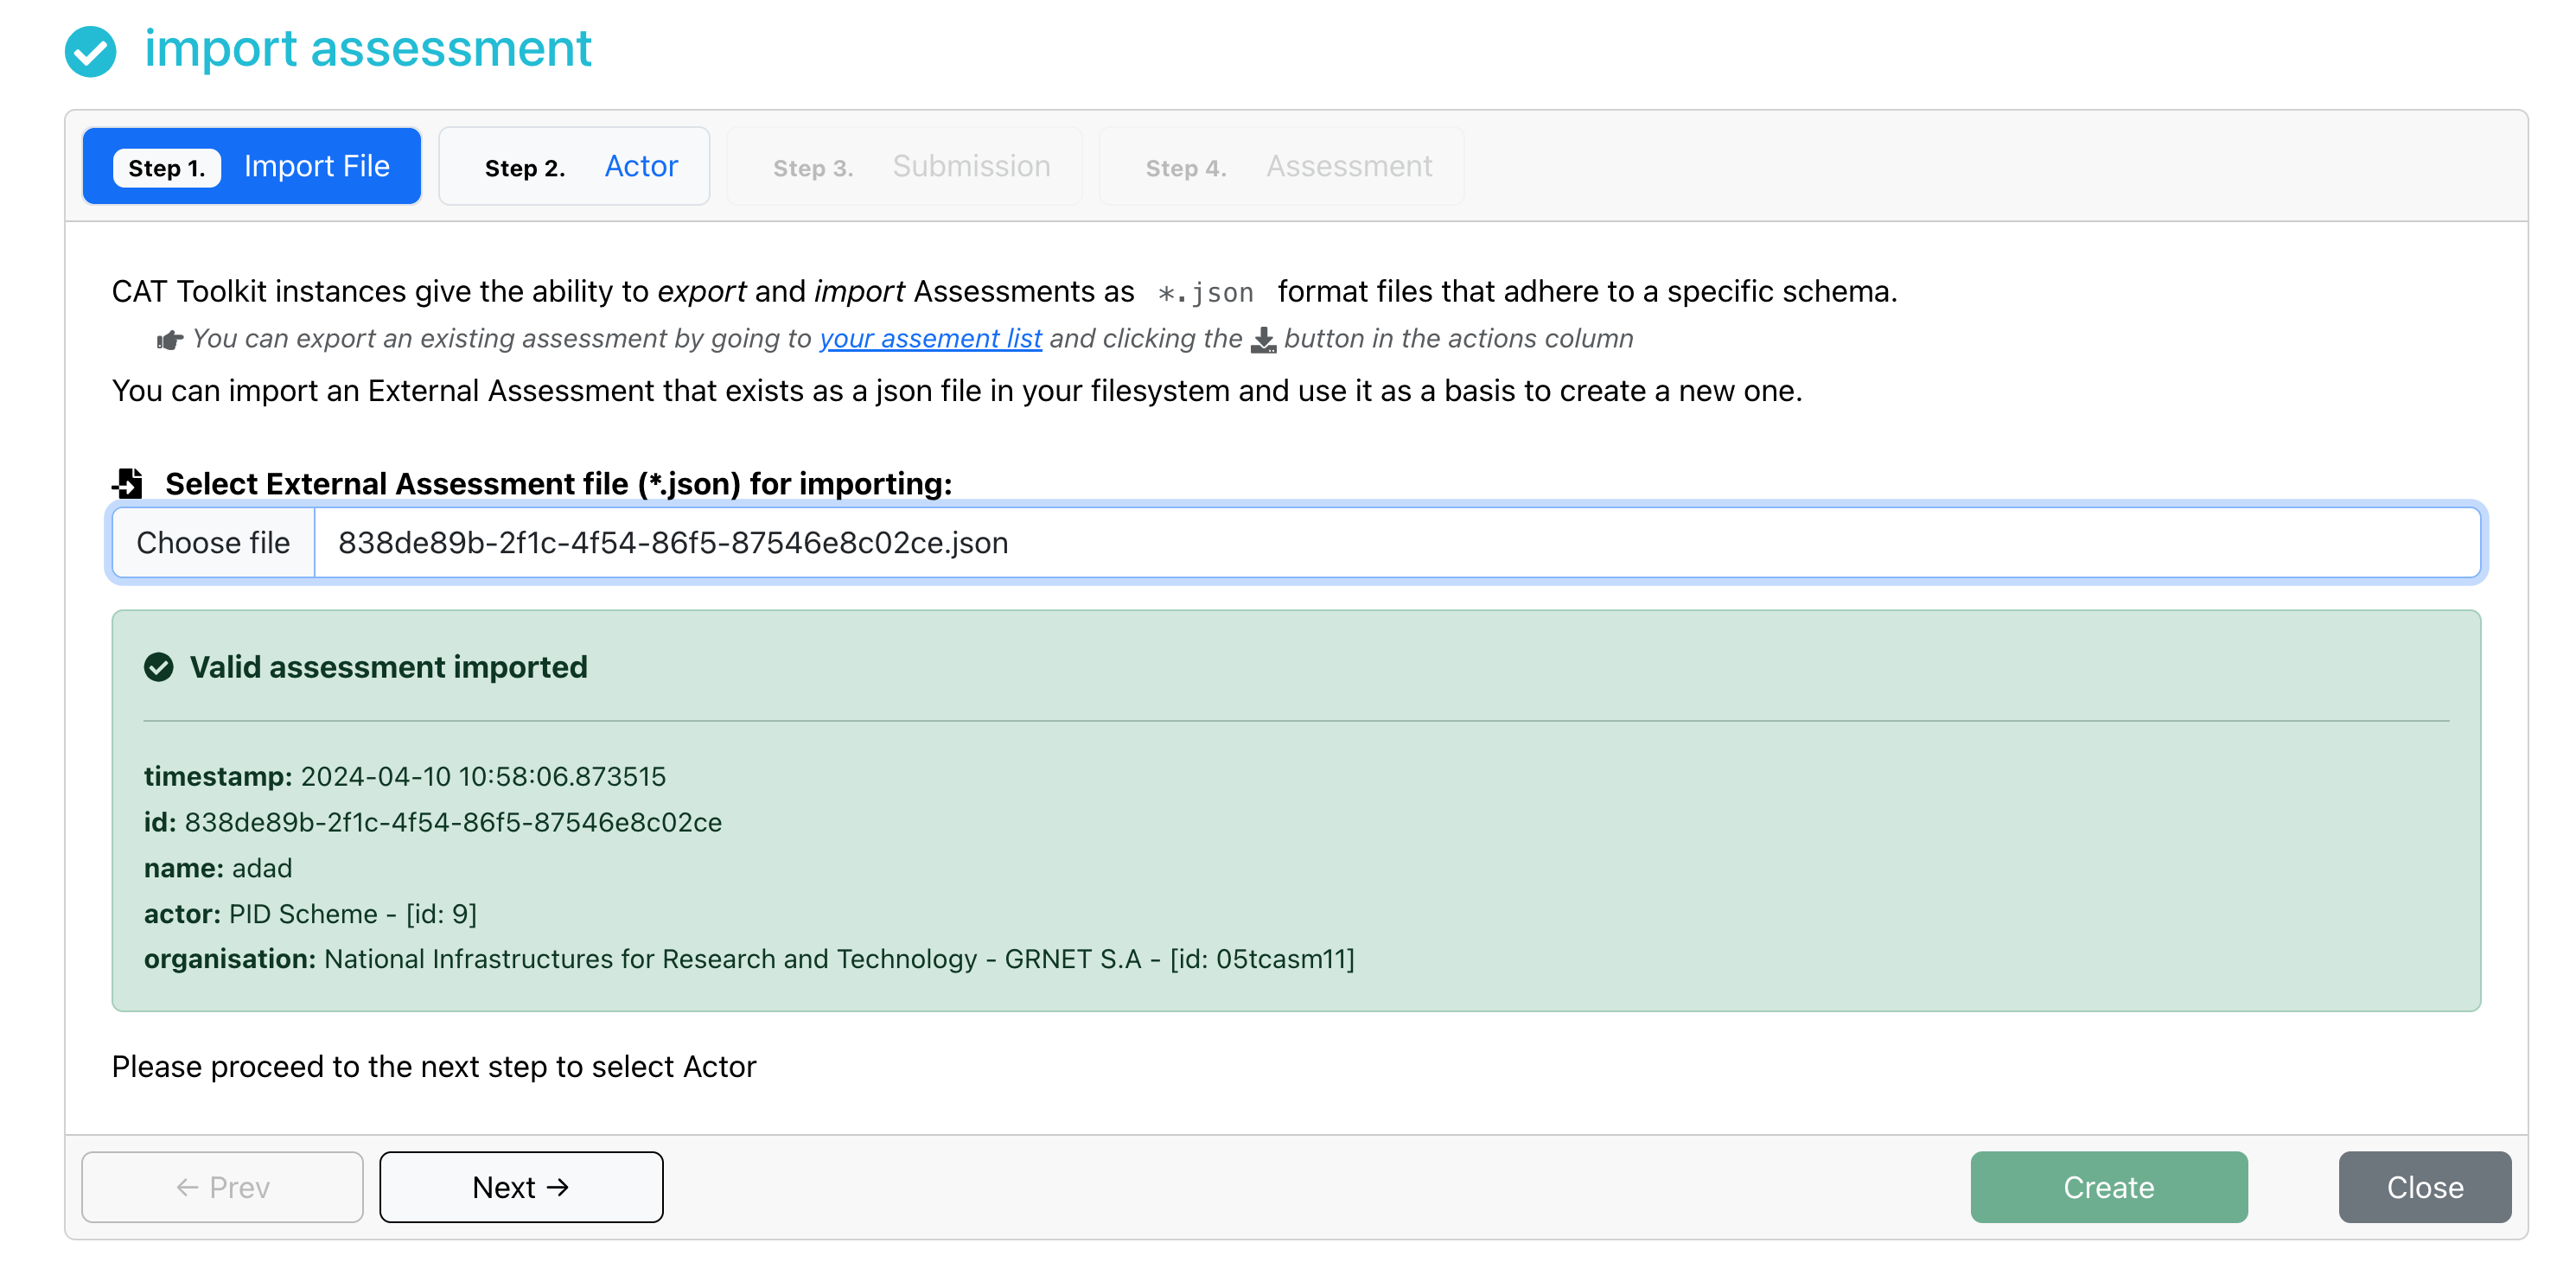 import assessment
Step 1. Import File Step 2. Actor Step 3. Submission Step 4. Assessment
CAT Toolkit instances give the ability to export and import Assessments as *.json format files that adhere to a specific schema.
You can export an existing assessment by going to your assement list and clicking the button in the actions column
You can import an External Assessment that exists as a json file in your filesystem and use it as a basis to create a new one.
Select External Assessment file (*.json) for importing:
Choose file 838de89b-2f1c-4f54-86f5-87546e8c02ce.json
Valid assessment imported
timestamp: 2024-04-10 10:58:06.873515
id: 838de89b-2f1c-4f54-86f5-87546e8c02ce
name: adad
actor: PID Scheme - [id: 9]
organisation: National Infrastructures for Research and Technology - GRNET S.A - [id: 05tcasm11]
Please proceed to the next step to select Actor
← Prev Next → Create Close